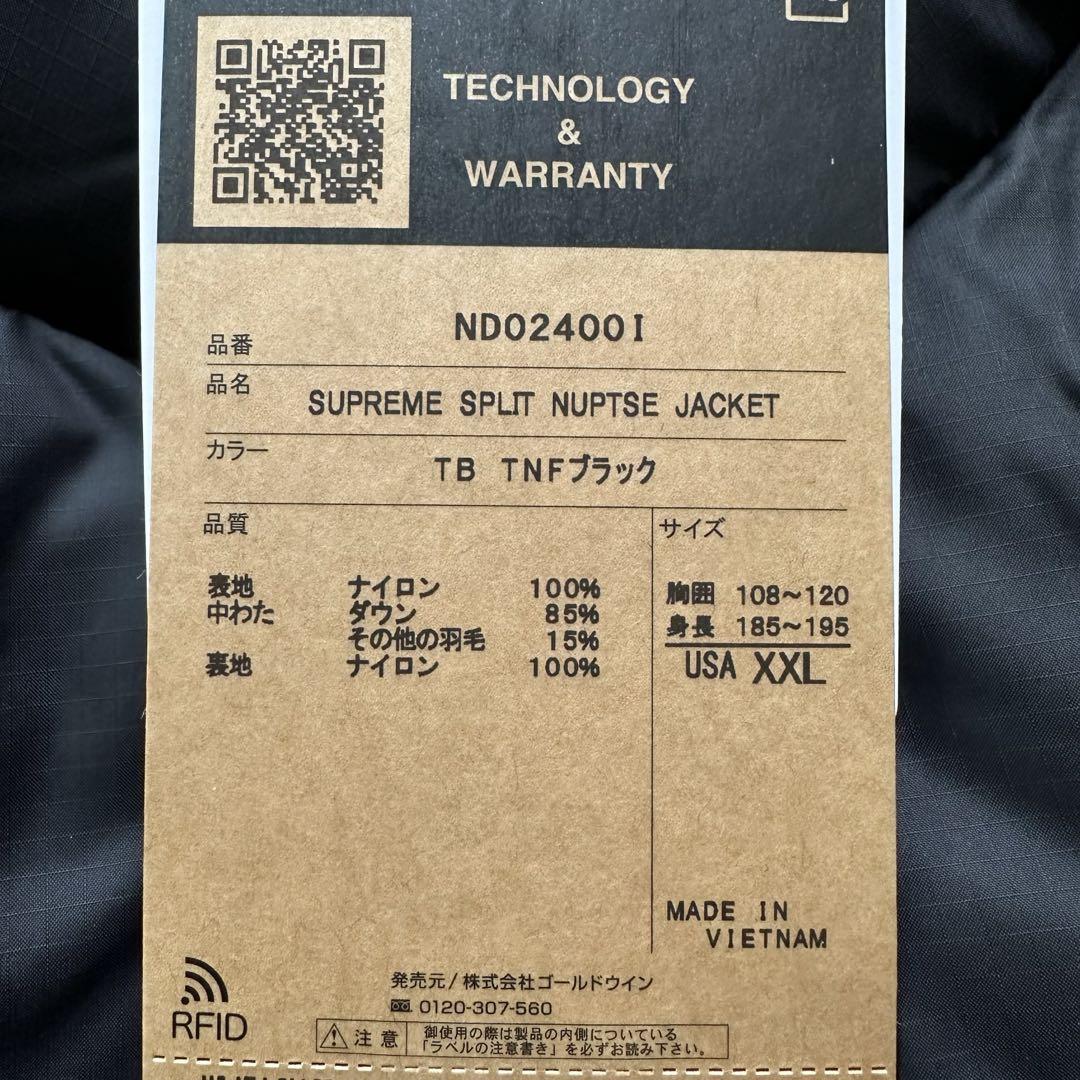 TECHNOLOGY
&
WARRANTY
品番 ND02400I
品名 SUPREME SPLIT NUPTSE JACKET
カラー TB TNFブラック
品質
表地 ナイロン 100%
中わた ダウン 85%
その他の羽毛 15%
裏地 ナイロン 100%
サイズ
胸囲 108~120
身長 185~195
USA XXL
MADE IN
VIETNAM
発売元/株式会社ゴールドウイン
0120-307-560
RFID
注意
御使用の際は製品の内側についている
「ラベルの注意書き」を必ずお読み下さい。